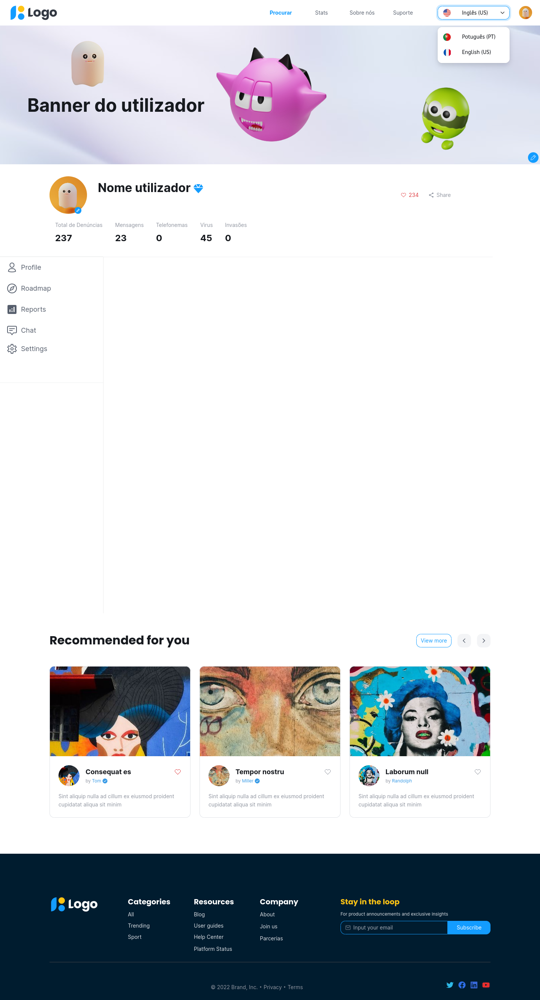 Logo
Procurar
Stats
Sobre nós
Suporte
Inglês (US)
Potuguês (PT)
English (US)
Banner do utilizador
Nome utilizador
234
Share
Total de Denúncias
Mensagens
Telefonemas
Virus
Invasões
237
23
0
45
0
Profile
Roadmap
Reports
Chat
Settings
Recommended for you
View more
Consequat es
by Tom
Sint aliquip nulla ad cillum ex eiusmod proident
cupidatat aliqua sit minim
Tempor nostru
by Miller
Sint aliquip nulla ad cillum ex eiusmod proident
cupidatat aliqua sit minim
Laborum null
by Randolph
Sint aliquip nulla ad cillum ex eiusmod proident
cupidatat aliqua sit minim
Logo
Categories
All
Trending
Sport
Resources
Blog
User guides
Help Center
Platform Status
Company
About
Join us
Parcerias
Stay in the loop
For product announcements and exclusive insights
Input your email
Subscribe
© 2022 Brand, Inc. • Privacy • Terms